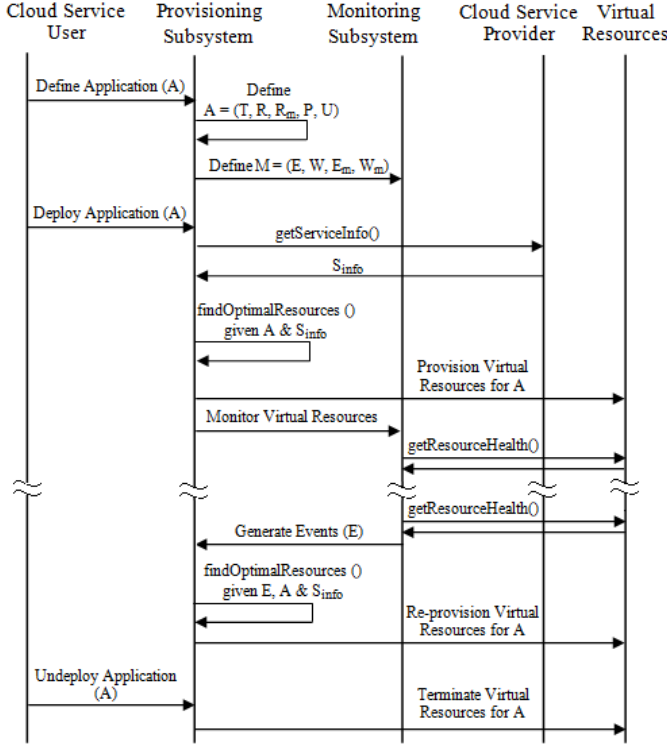 Cloud Service
User
Provisioning
Subsystem
Monitoring
Subsystem
Cloud Service
Provider
Virtual
Resources
Define Application (A)
Define
A = (T, R, Rm, P, U)
Define M = (E, W, Em, Wm)
Deploy Application (A)
getServiceInfo()
Sinfo
findOptimalResources ()
given A & Sinfo
Provision Virtual
Resources for A
Monitor Virtual Resources
getResourceHealth()
getResourceHealth()
Generate Events (E)
findOptimalResources ()
given E, A & Sinfo
Re-provision Virtual
Resources for A
Undeploy Application
(A)
Terminate Virtual
Resources for A